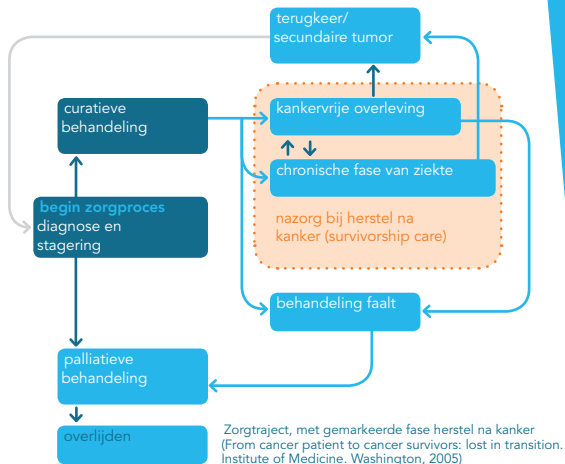 terugkeer/
secundaire tumor
curatieve
behandeling
kankervrije overleving
chronische fase van ziekte
begin zorgproces
diagnose en
stagering
nazorg bij herstel na
kanker (survivorship care)
behandeling faalt
palliatieve
behandeling
overlijden
Zorgtraject, met gemarkeerde fase herstel na kanker
(From cancer patient to cancer survivors: lost in transition.
Institute of Medicine. Washington, 2005)